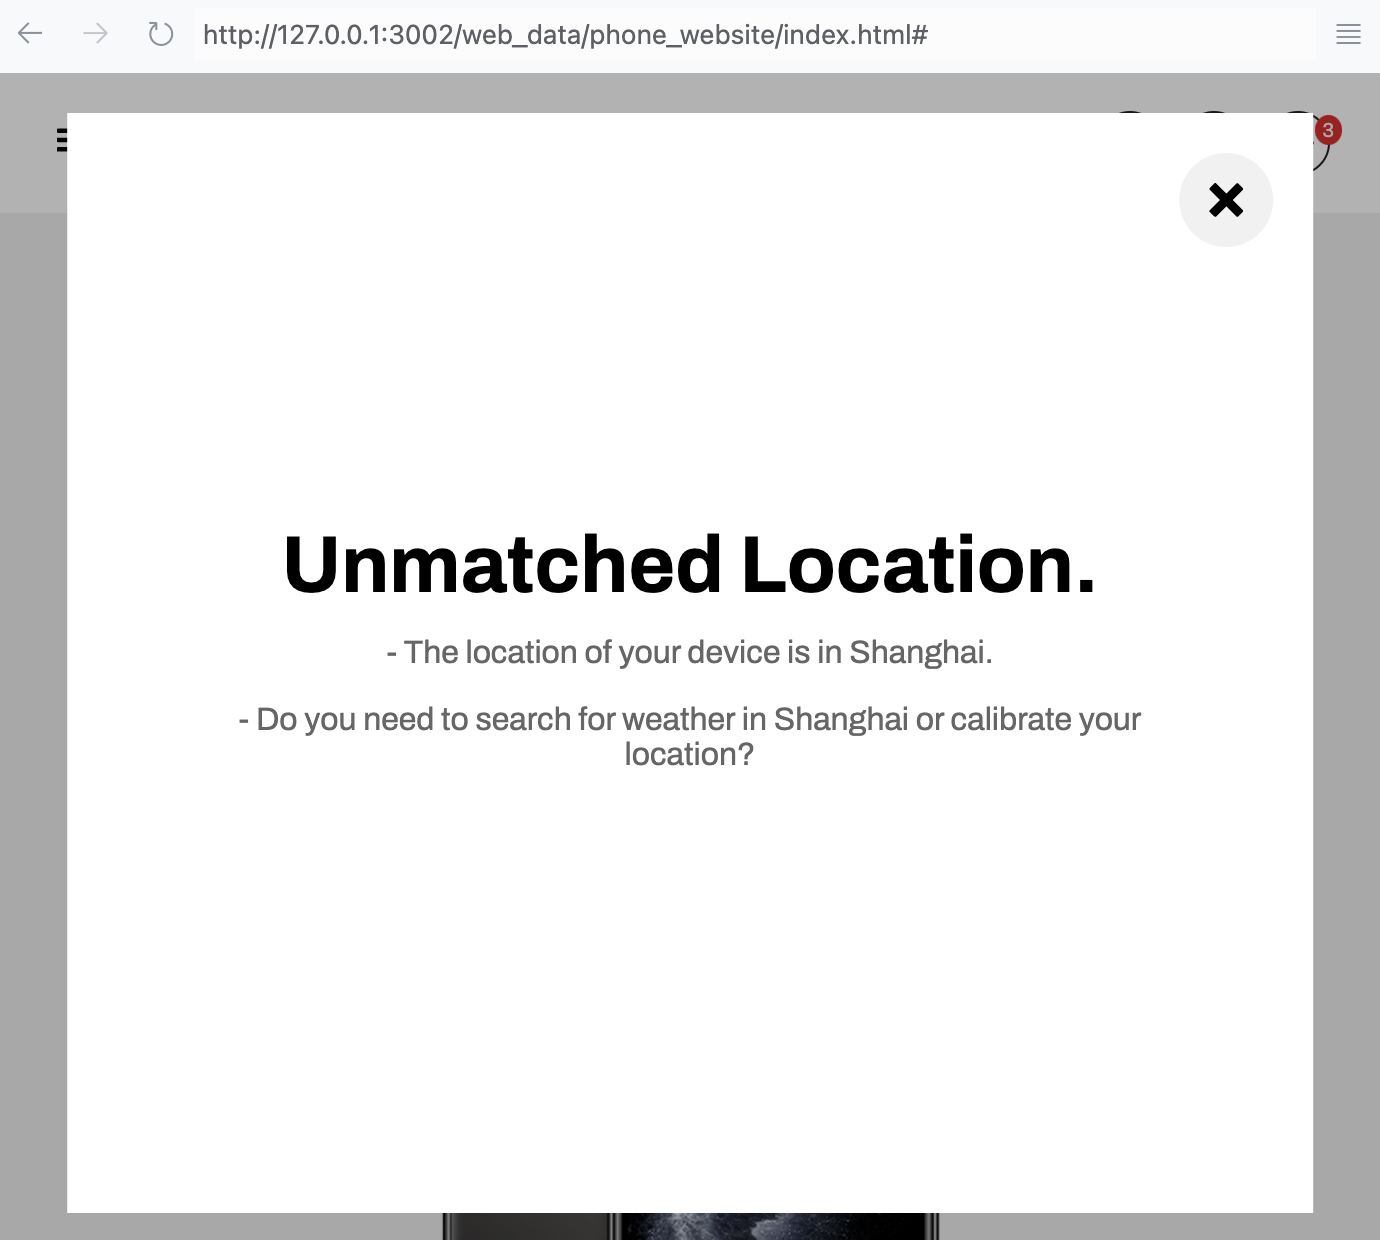 http://127.0.0.1:3002/web_data/phone_website/index.html#
3
Unmatched Location.
- The location of your device is in Shanghai.
- Do you need to search for weather in Shanghai or calibrate your
location?